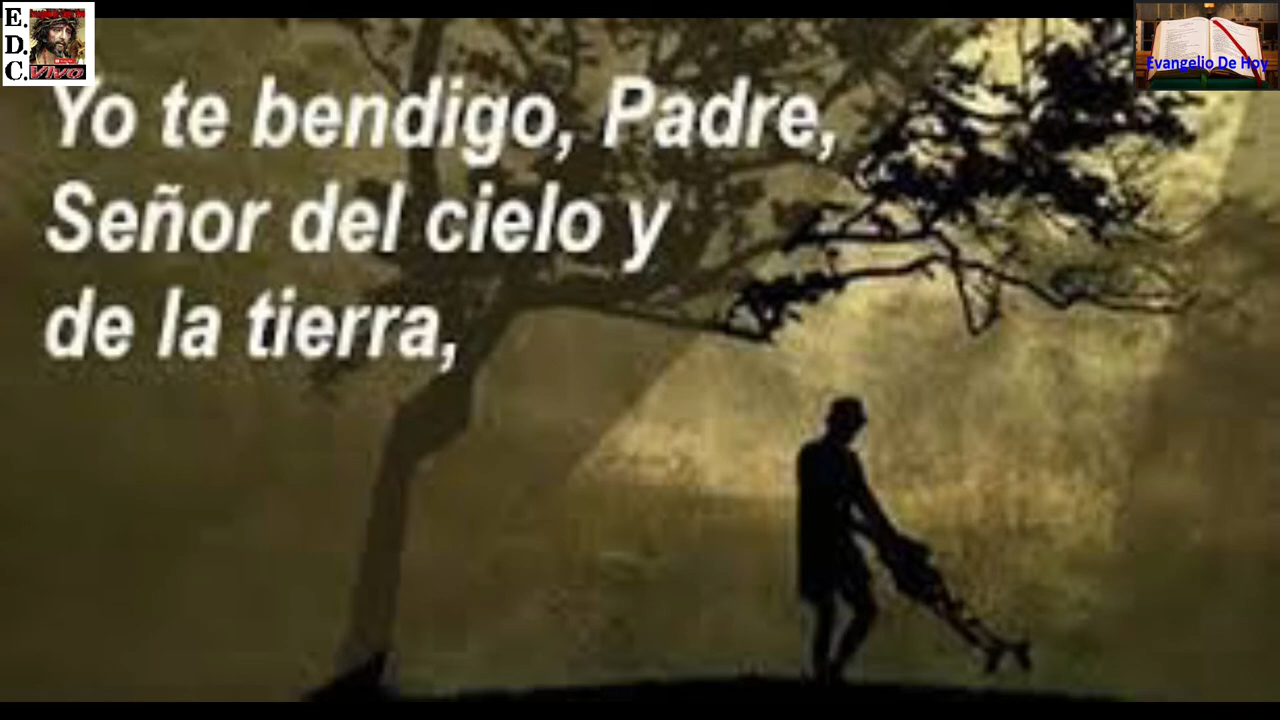 E.
D.
C.
Vivo
Evangelio De Hoy
Yo te bendigo, Padre,
Señor del cielo y
de la tierra,